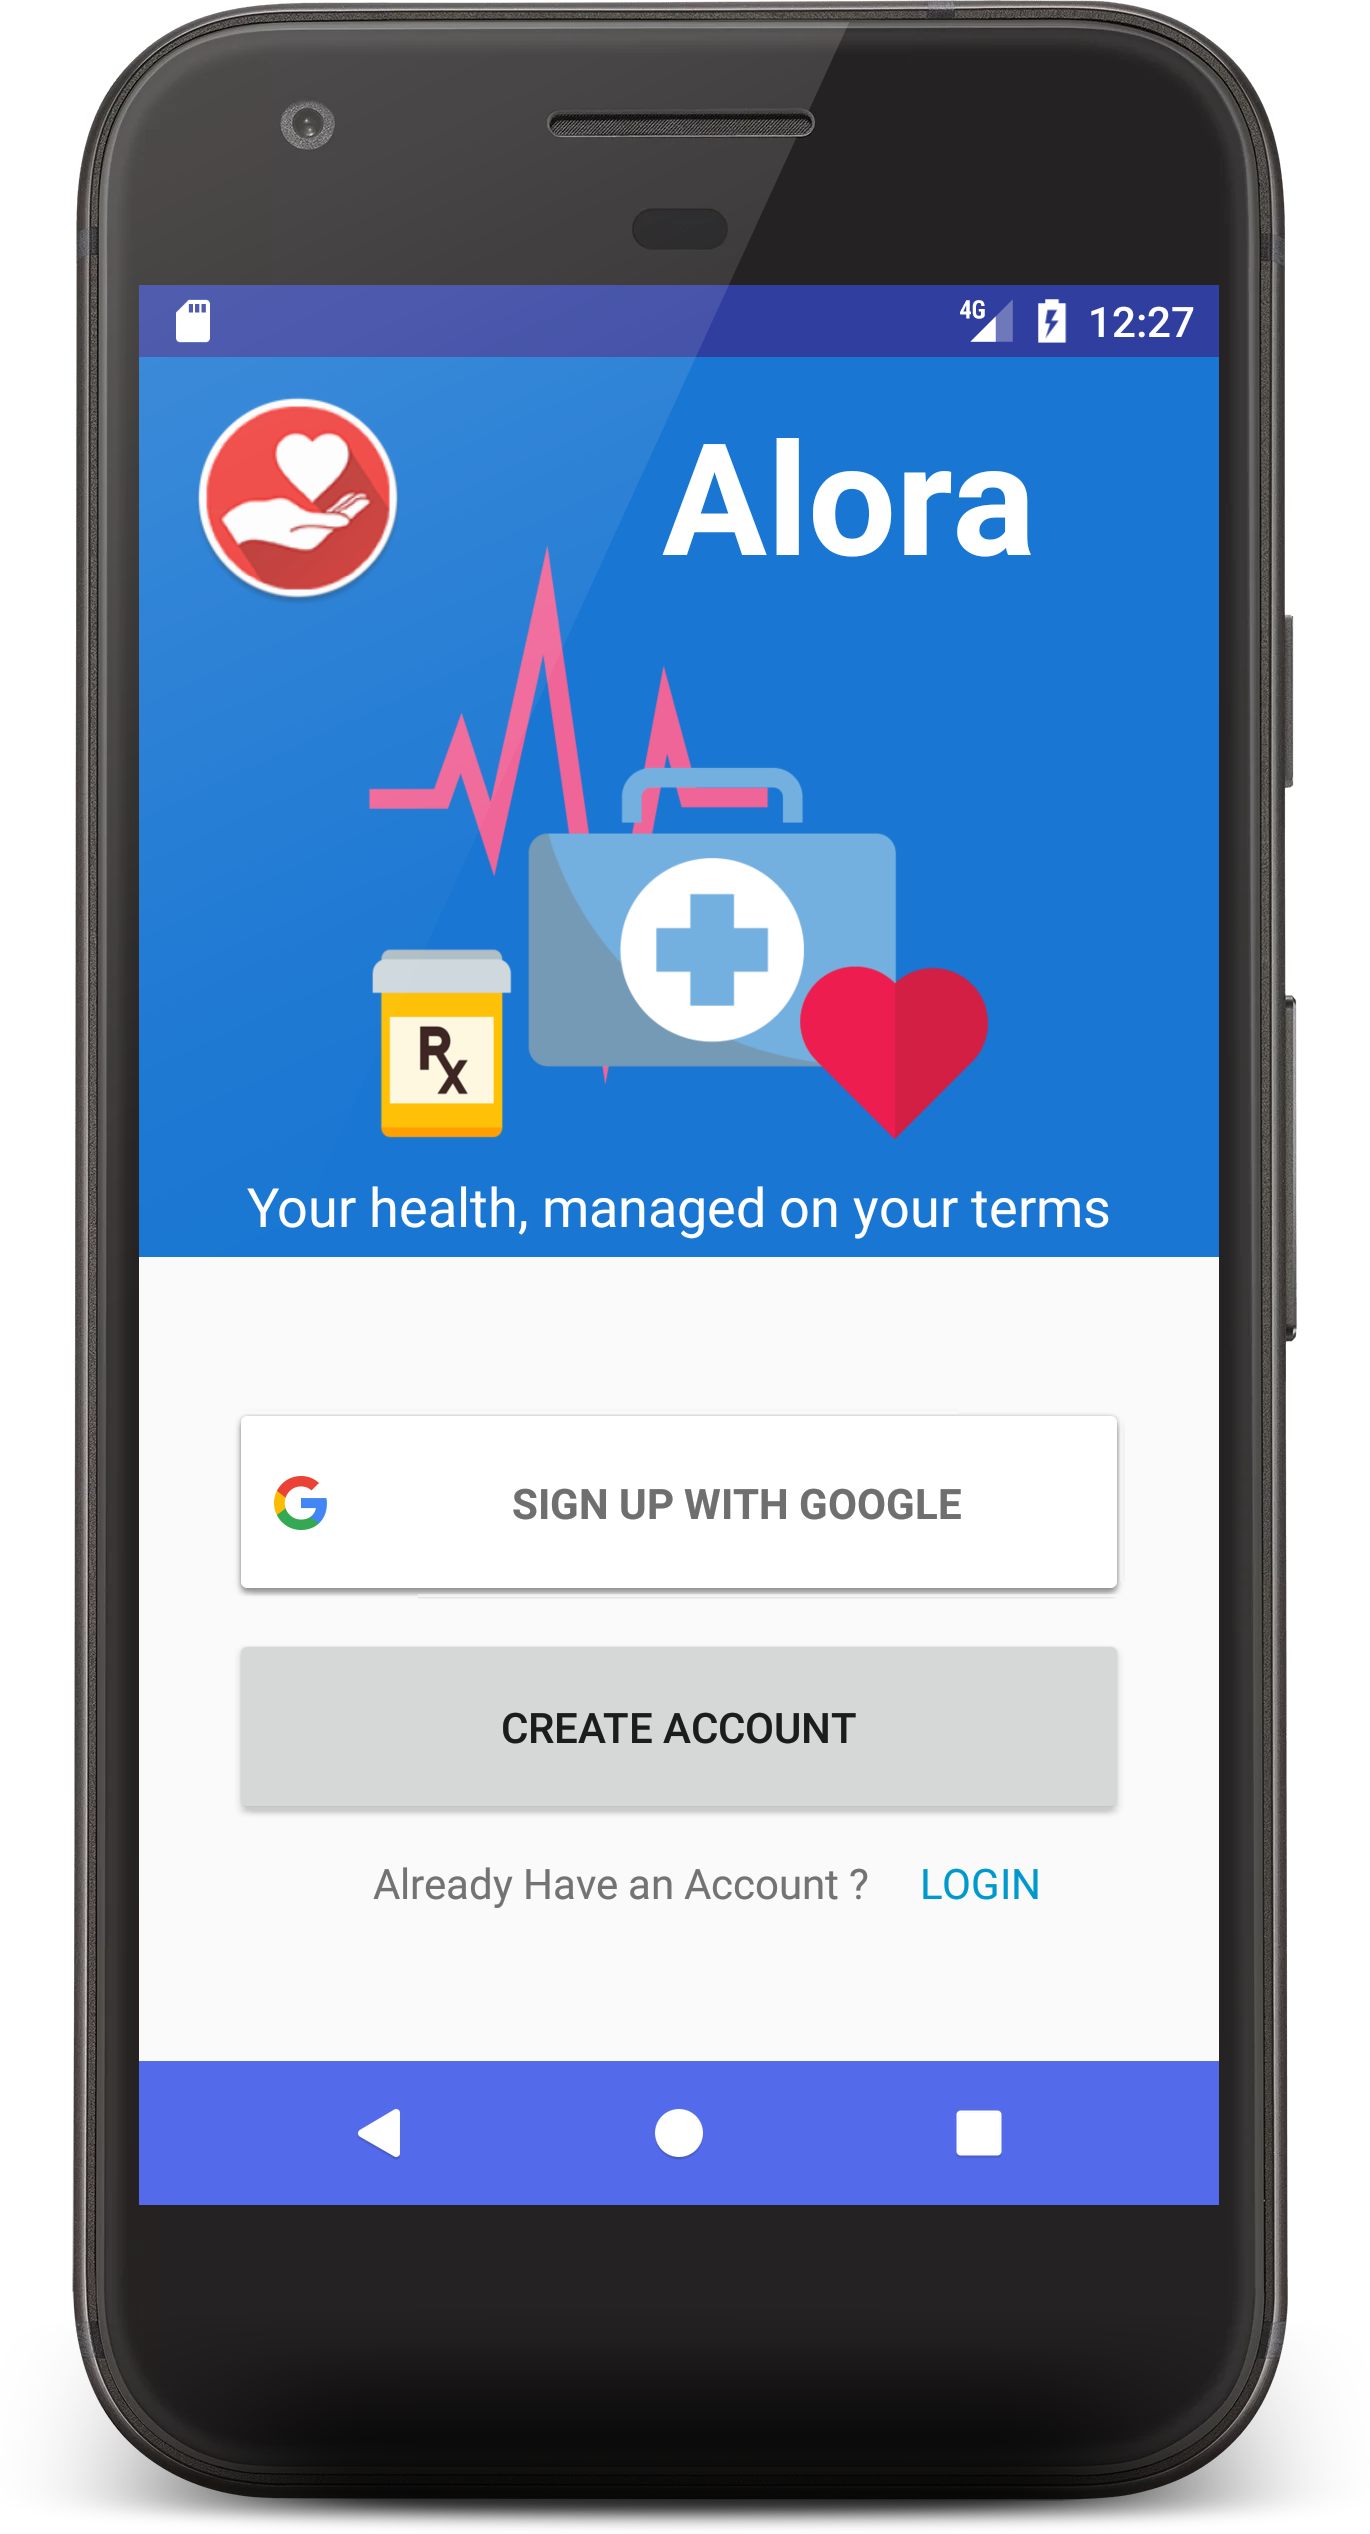 4G 12:27
Alora
Rx
Your health, managed on your terms
SIGN UP WITH GOOGLE
CREATE ACCOUNT
Already Have an Account ? LOGIN